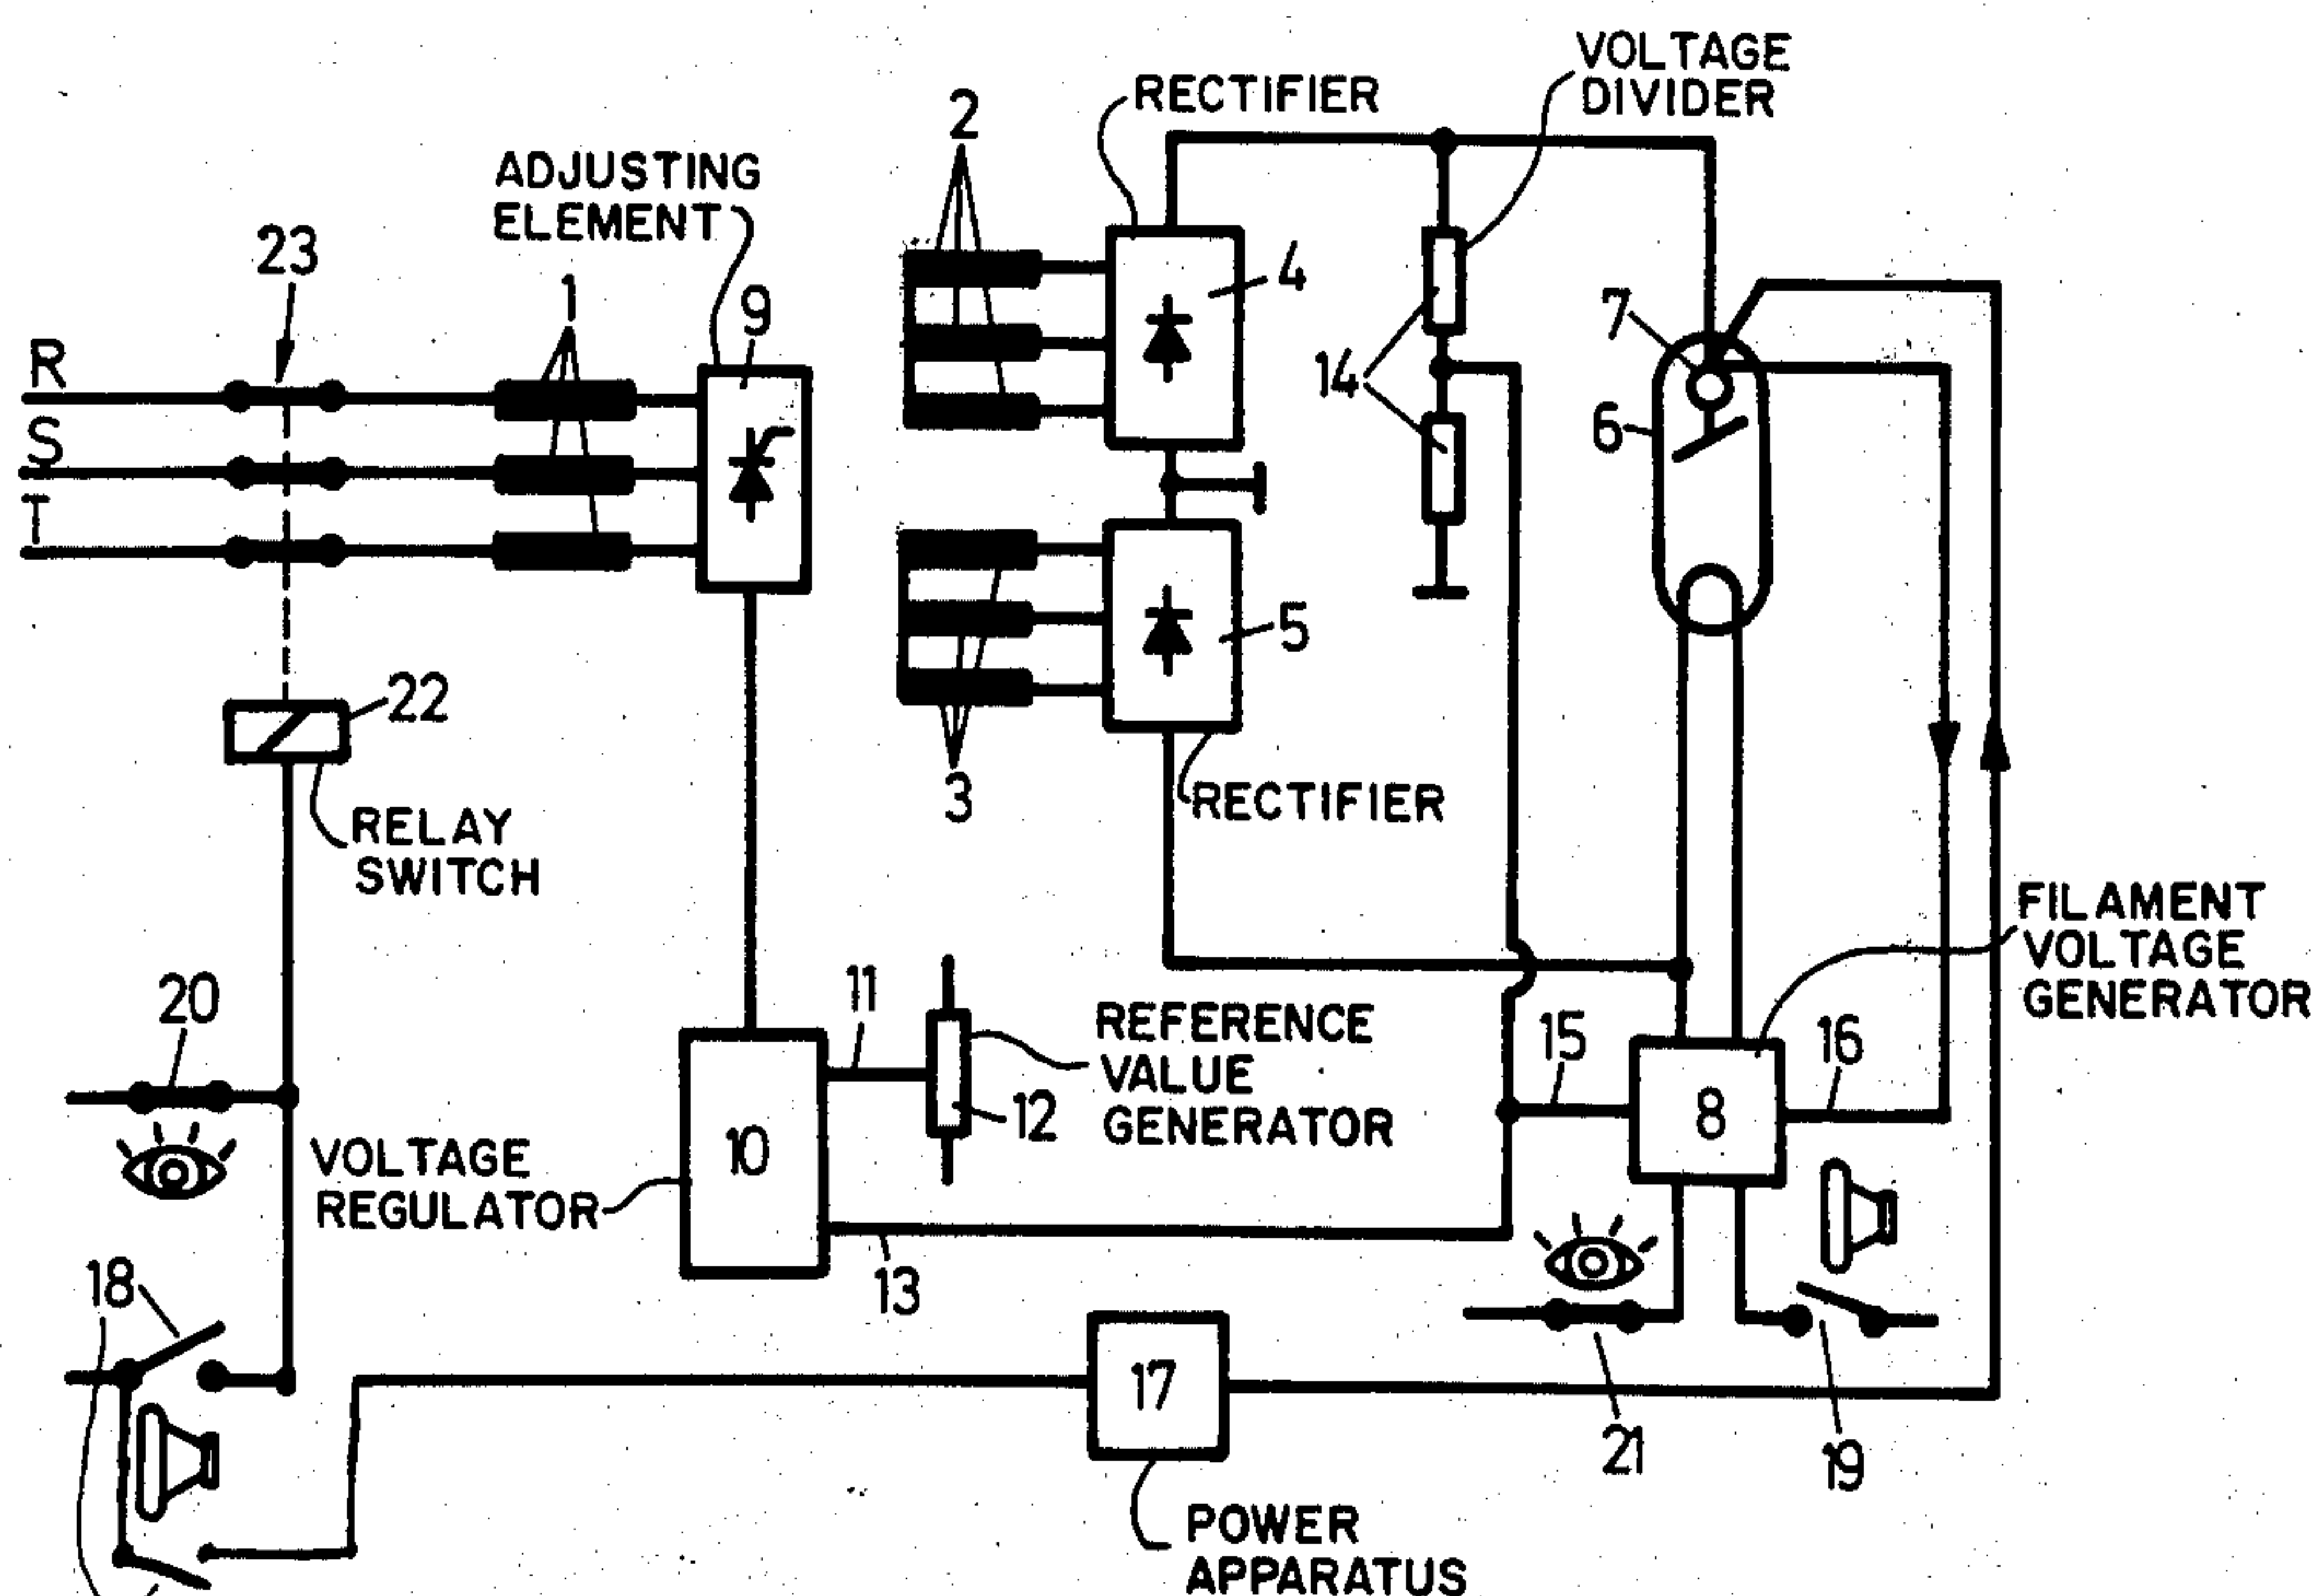 VOLTAGE
DIVIDER
RECTIFIER
2
ADJUSTING
ELEMENT
23
1
9
4
7
R
S
T
14
6
5
22
3
RECTIFIER
RELAY
SWITCH
FILAMENT
VOLTAGE
GENERATOR
20
11
REFERENCE
VALUE
GENERATOR
15
16
12
8
10
VOLTAGE
REGULATOR
18
13
17
21
19
POWER
APPARATUS